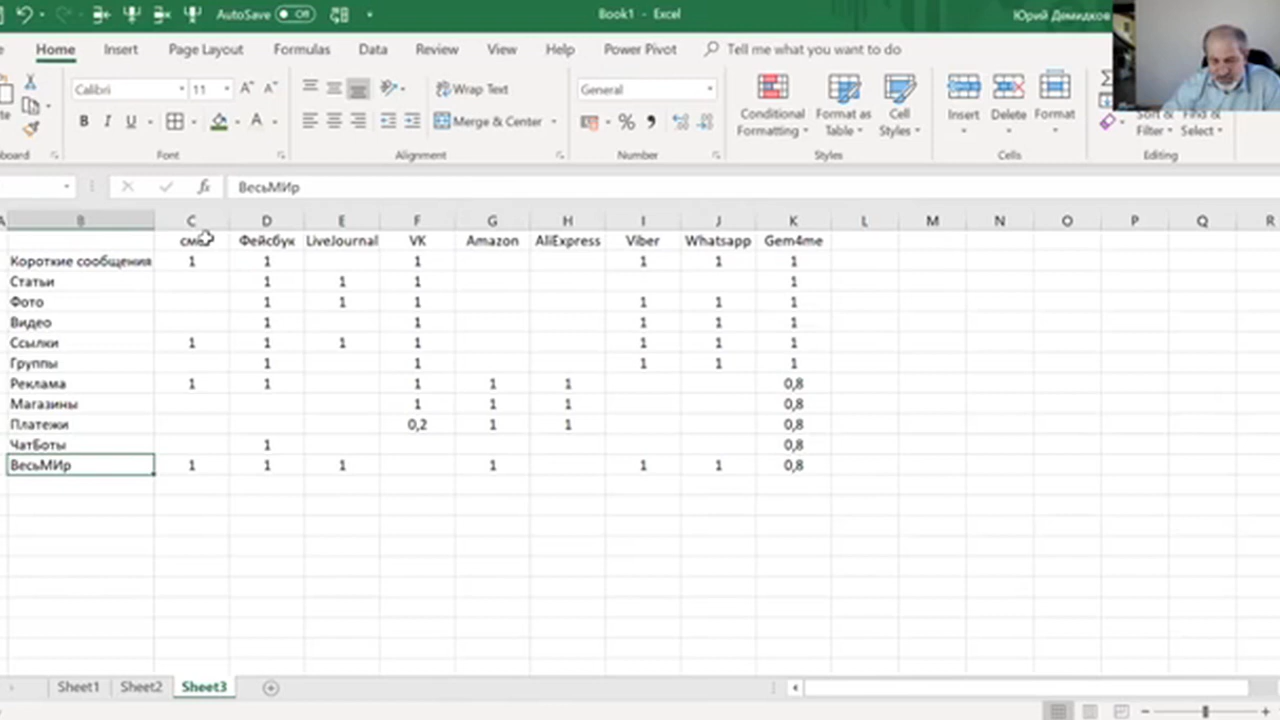 AutoSave Off Book1 - Excel Юрий Демидков
Home Insert Page Layout Formulas Data Review View Help Power Pivot Tell me what you want to do
Calibri 11 Wrap Text General Conditional Formatting Format as Table Cell Styles Insert Delete Format
B I U Merge & Center % Filter Select
Font Alignment Number Styles Cells Editing
ВесьМИр
B C D E F G H I J K L M N O P Q R
Фейсбук LiveJournal VK Amazon AliExpress Viber Whatsapp Gem4me
Короткие сообщения 1 1 1 1 1 1
Статьи 1 1 1 1
Фото 1 1 1 1 1 1
Видео 1 1 1 1 1
Ссылки 1 1 1 1 1 1 1
Группы 1 1 1 1 1
Реклама 1 1 1 1 1 0,8
Магазины 1 1 1 0,8
Платежи 0,2 1 1 0,8
ЧатБоты 1 0,8
ВесьМИр 1 1 1 1 1 1 0,8
Sheet1 Sheet2 Sheet3